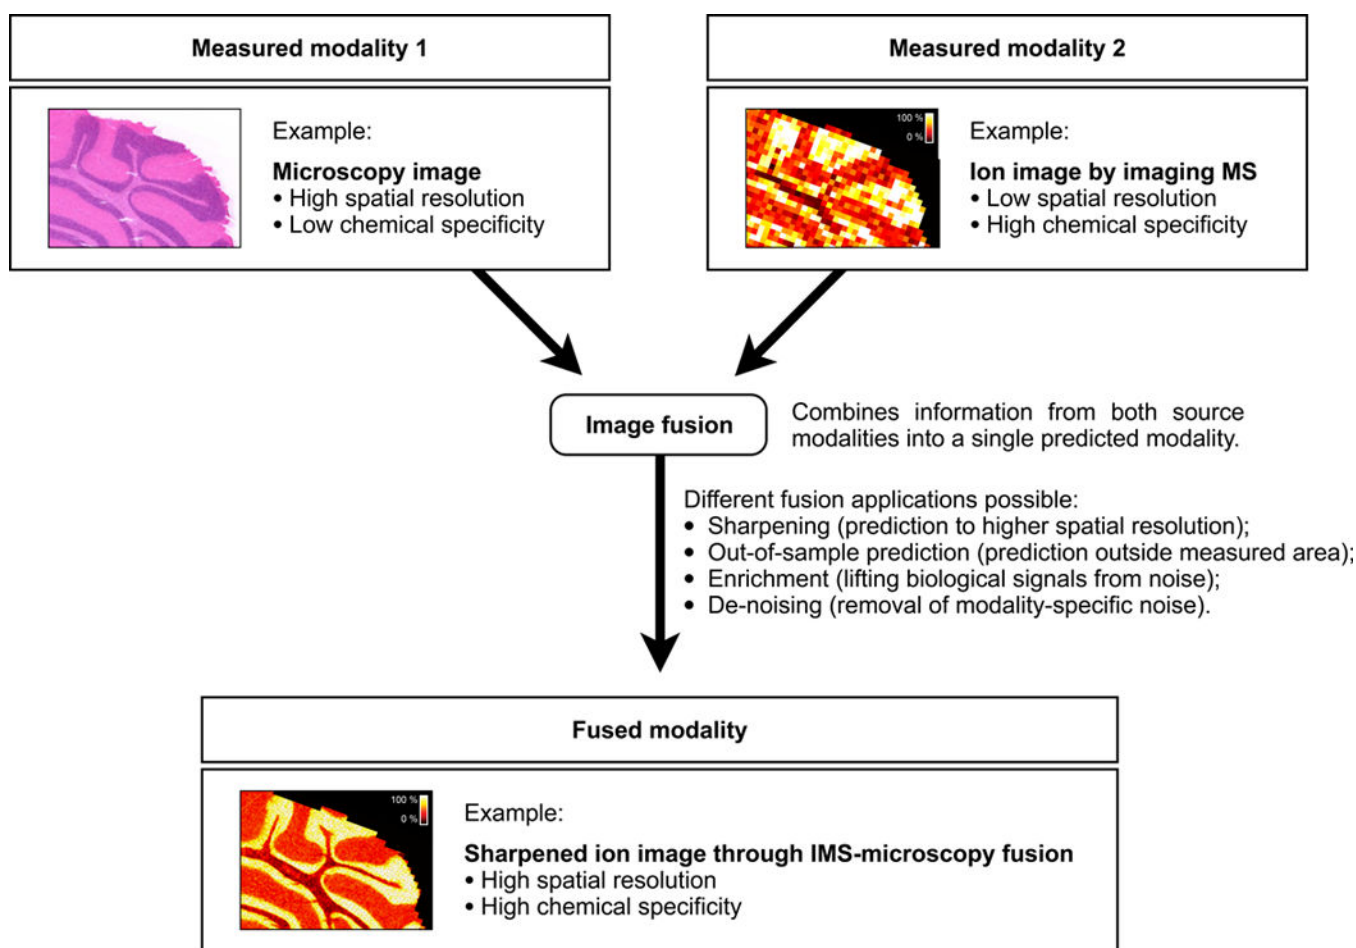 Measured modality 1
Example:
Microscopy image
• High spatial resolution
• Low chemical specificity
Measured modality 2
100 %
0 %
Example:
Ion image by imaging MS
• Low spatial resolution
• High chemical specificity
Image fusion
Combines information from both source
modalities into a single predicted modality.
Different fusion applications possible:
• Sharpening (prediction to higher spatial resolution);
• Out-of-sample prediction (prediction outside measured area);
• Enrichment (lifting biological signals from noise);
• De-noising (removal of modality-specific noise).
Fused modality
100 %
0 %
Example:
Sharpened ion image through IMS-microscopy fusion
• High spatial resolution
• High chemical specificity